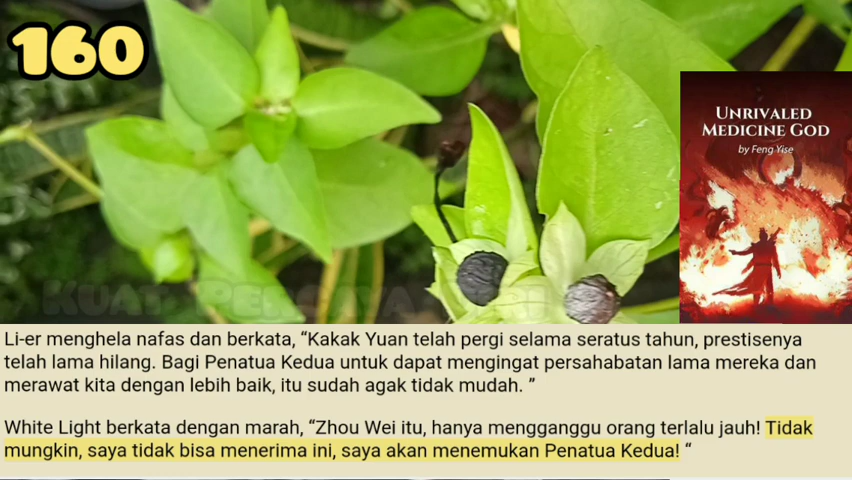 160
UNRIVALED
MEDICINE GOD
by Feng Yise
Li-er menghela nafas dan berkata, “Kakak Yuan telah pergi selama seratus tahun, prestisenya
telah lama hilang. Bagi Penatua Kedua untuk dapat mengingat persahabatan lama mereka dan
merawat kita dengan lebih baik, itu sudah agak tidak mudah. ”
White Light berkata dengan marah, “Zhou Wei itu, hanya mengganggu orang terlalu jauh! Tidak
mungkin, saya tidak bisa menerima ini, saya akan menemukan Penatua Kedua! “